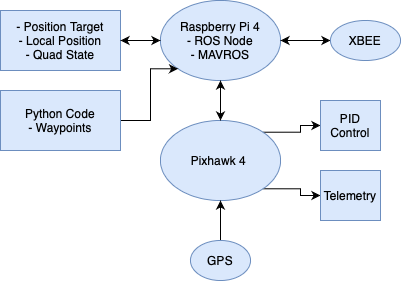 - Position Target
- Local Position
- Quad State
Raspberry Pi 4
- ROS Node
- MAVROS
XBEE
Python Code
- Waypoints
PID
Control
Pixhawk 4
Telemetry
GPS